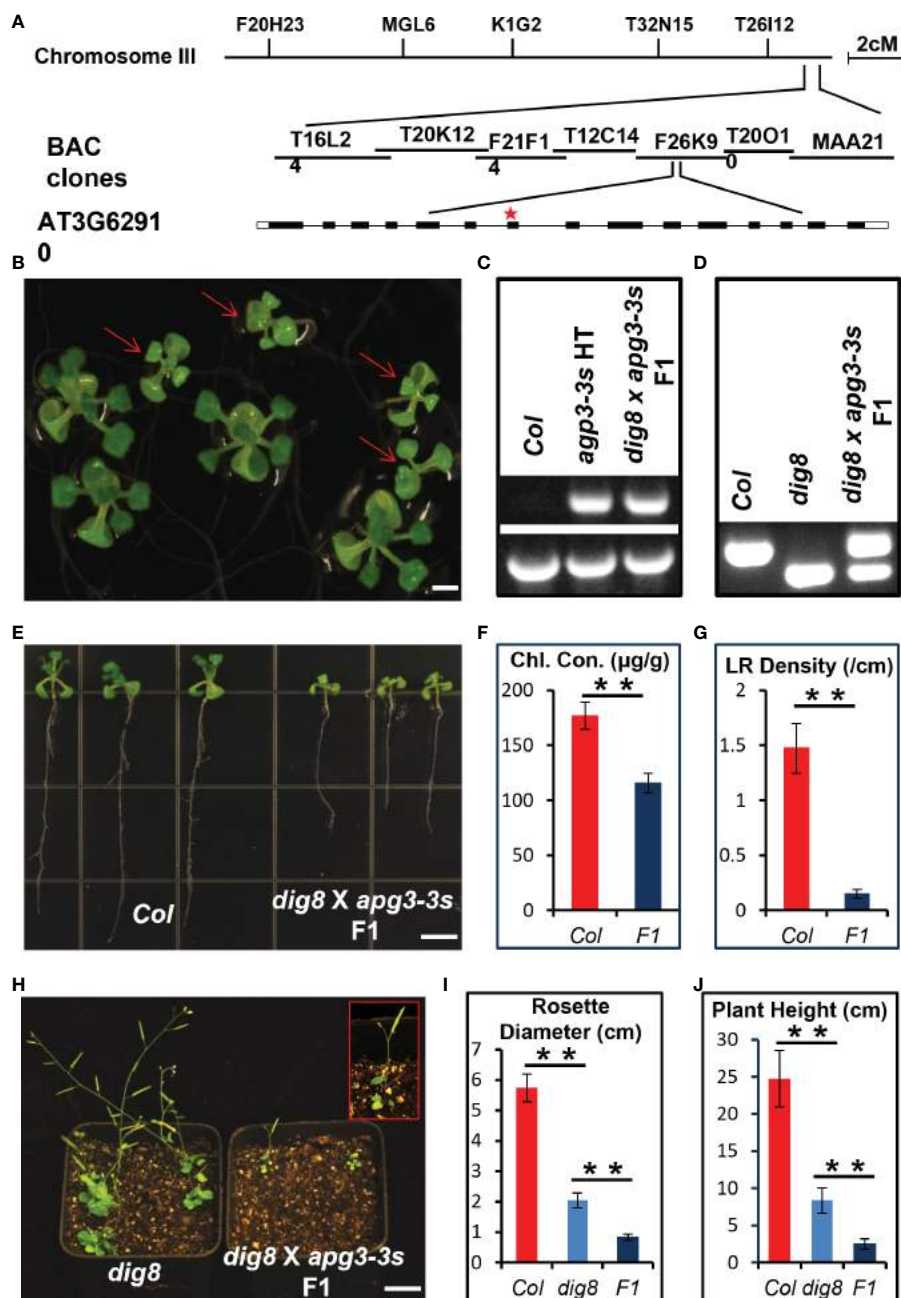 A
F20H23 MGL6 K1G2 T32N15 T26I12
Chromosome III
2cM
BAC
clones
T16L2
4
T20K12
F21F1
4
T12C14
F26K9
T20O1
0
MAA21
AT3G6291
0
B
C
Col
agp3-3s HT
dig8 x apg3-3s
F1
D
Col
dig8
dig8 x apg3-3s
F1
E
Col
dig8 X apg3-3s
F1
F
Chl. Con. (µg/g)
* *
200
150
100
50
0
Col F1
G
LR Density (/cm)
* *
2
1.5
1
0.5
0
Col F1
H
dig8
dig8 X apg3-3s
F1
I
Rosette
Diameter (cm)
* *
* *
7
6
5
4
3
2
1
0
Col dig8 F1
J
Plant Height (cm)
* *
* *
30
25
20
15
10
5
0
Col dig8 F1